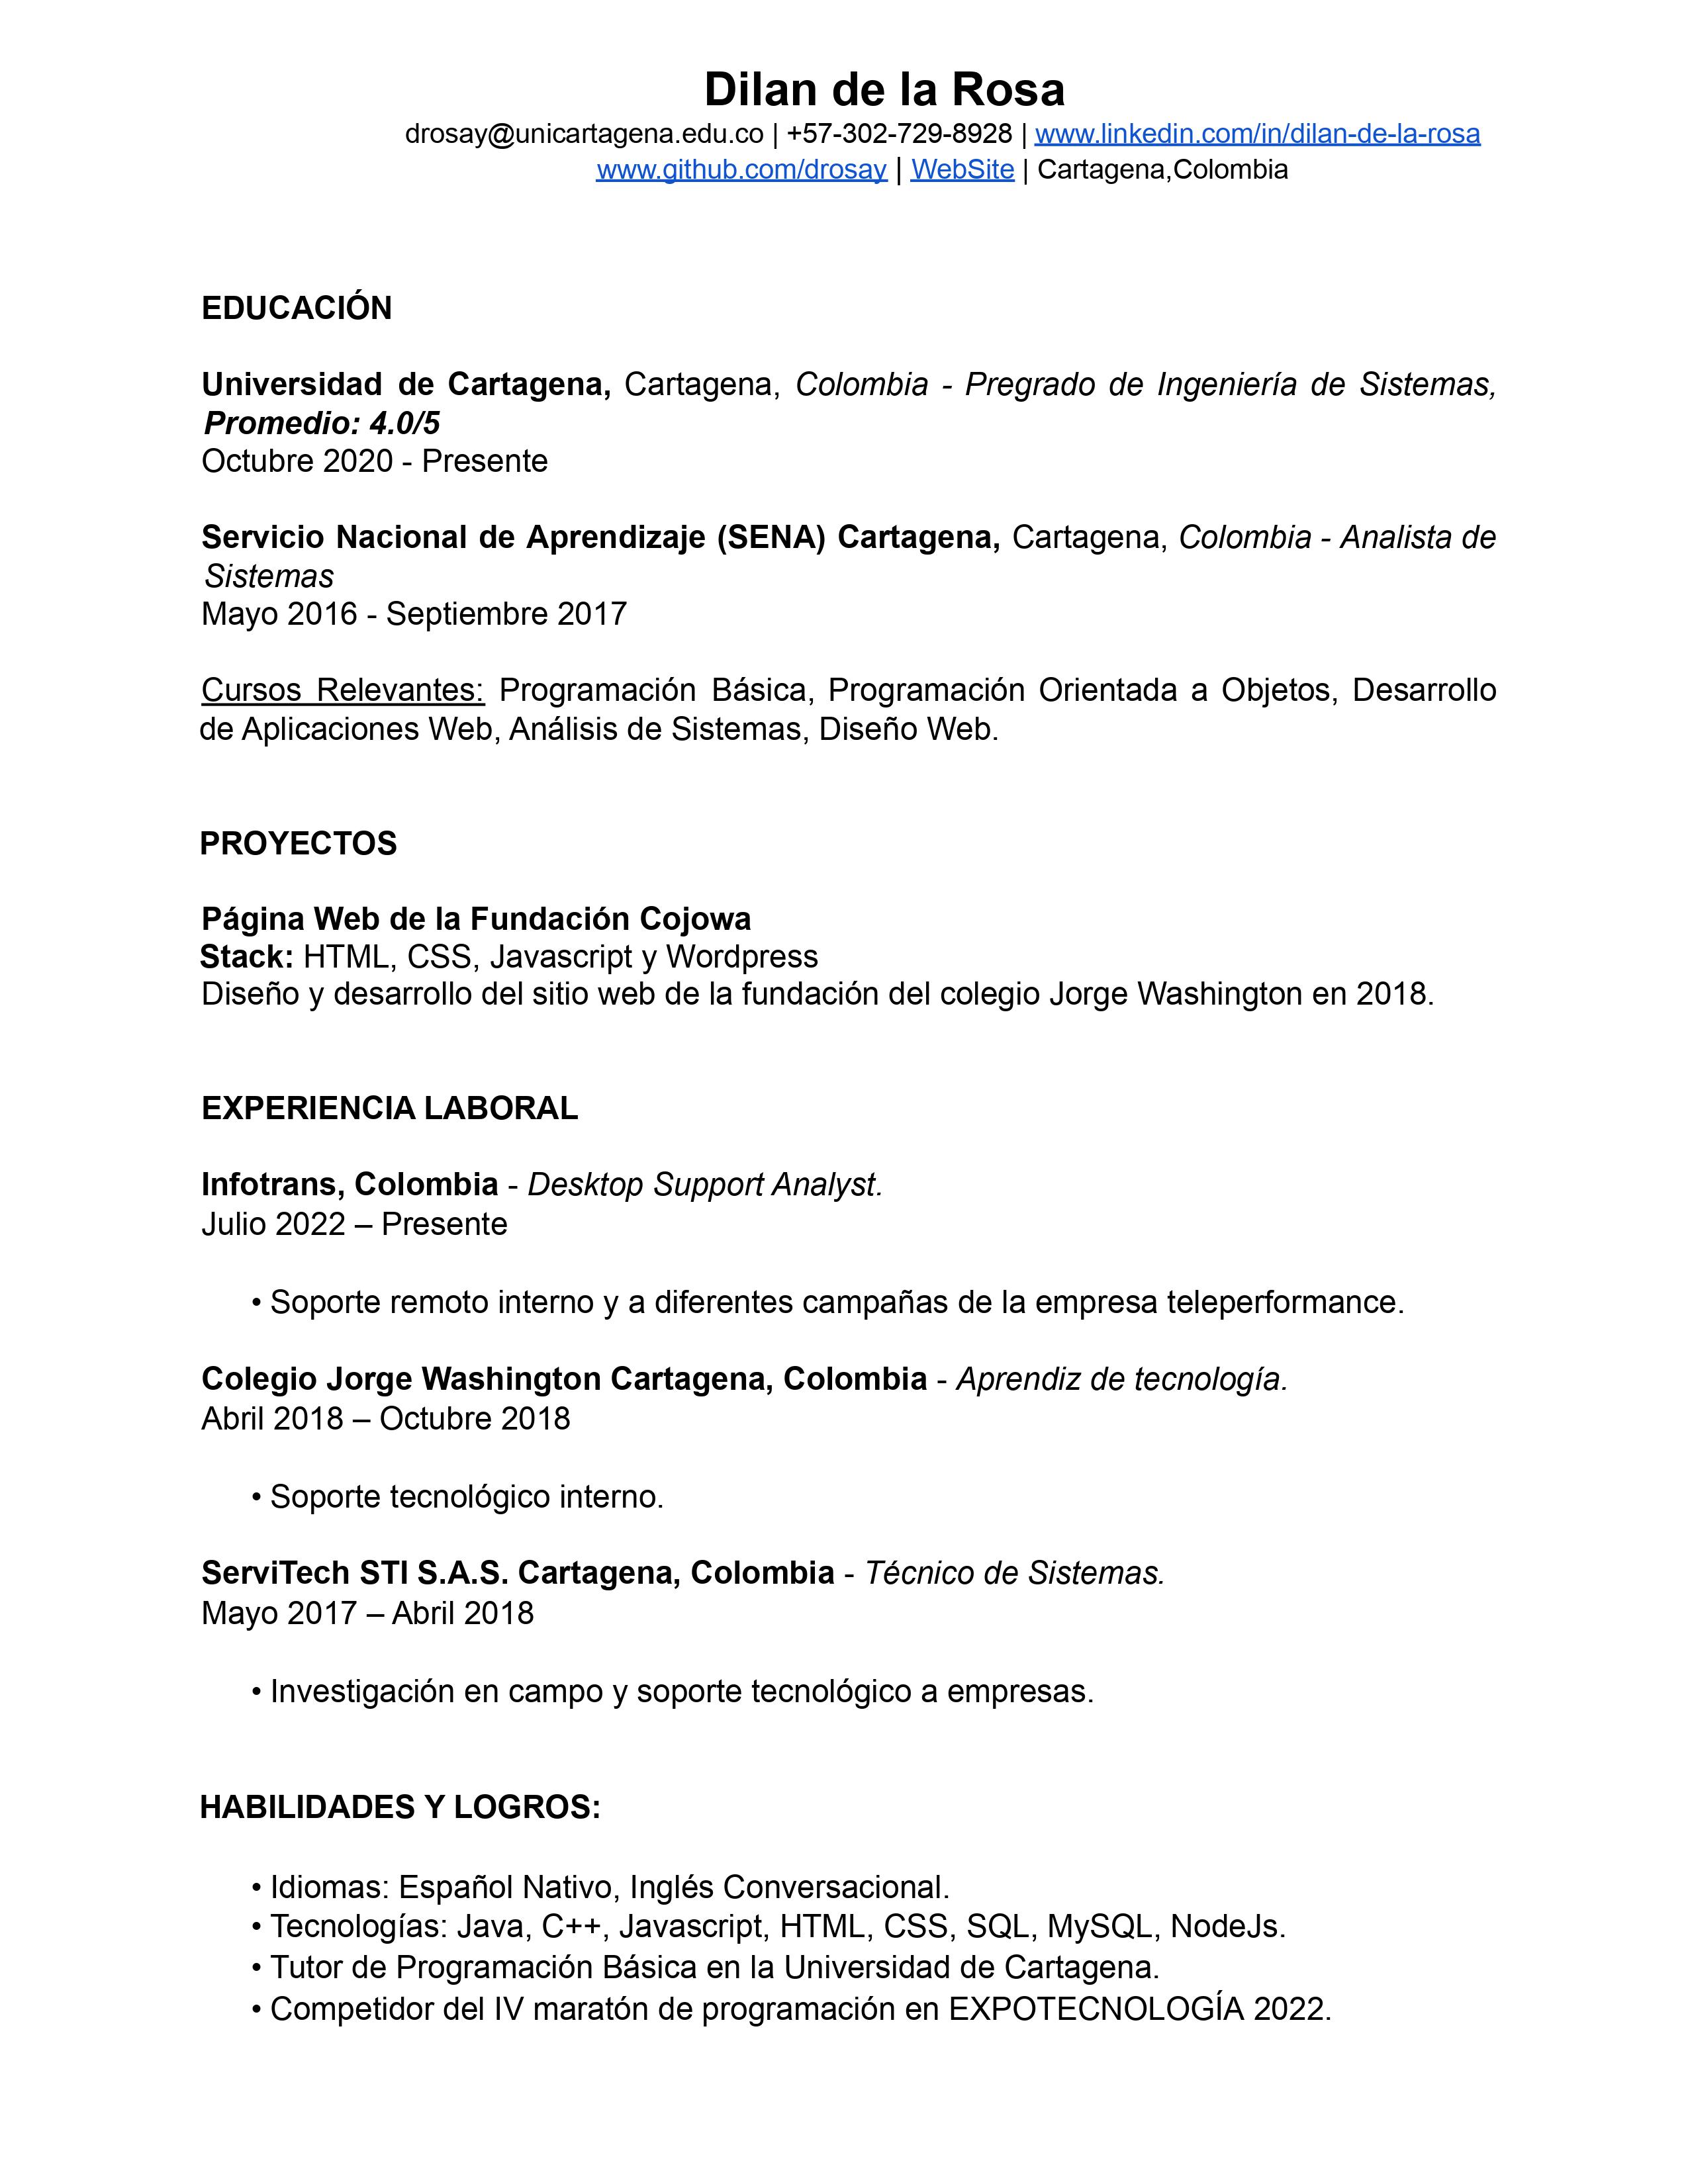 Dilan de la Rosa
drosay@unicartagena.edu.co | +57-302-729-8928 | www.linkedin.com/in/dilan-de-la-rosa
www.github.com/drosay | WebSite | Cartagena,Colombia
EDUCACIÓN
Universidad de Cartagena, Cartagena, Colombia - Pregrado de Ingeniería de Sistemas,
Promedio: 4.0/5
Octubre 2020 - Presente
Servicio Nacional de Aprendizaje (SENA) Cartagena, Cartagena, Colombia - Analista de
Sistemas
Mayo 2016 - Septiembre 2017
Cursos Relevantes: Programación Básica, Programación Orientada a Objetos, Desarrollo
de Aplicaciones Web, Análisis de Sistemas, Diseño Web.
PROYECTOS
Página Web de la Fundación Cojowa
Stack: HTML, CSS, Javascript y Wordpress
Diseño y desarrollo del sitio web de la fundación del colegio Jorge Washington en 2018.
EXPERIENCIA LABORAL
Infotrans, Colombia - Desktop Support Analyst.
Julio 2022 – Presente
• Soporte remoto interno y a diferentes campañas de la empresa teleperformance.
Colegio Jorge Washington Cartagena, Colombia - Aprendiz de tecnología.
Abril 2018 – Octubre 2018
• Soporte tecnológico interno.
ServiTech STI S.A.S. Cartagena, Colombia - Técnico de Sistemas.
Mayo 2017 – Abril 2018
• Investigación en campo y soporte tecnológico a empresas.
HABILIDADES Y LOGROS:
• Idiomas: Español Nativo, Inglés Conversacional.
• Tecnologías: Java, C++, Javascript, HTML, CSS, SQL, MySQL, NodeJs.
• Tutor de Programación Básica en la Universidad de Cartagena.
• Competidor del IV maratón de programación en EXPOTECNOLOGÍA 2022.